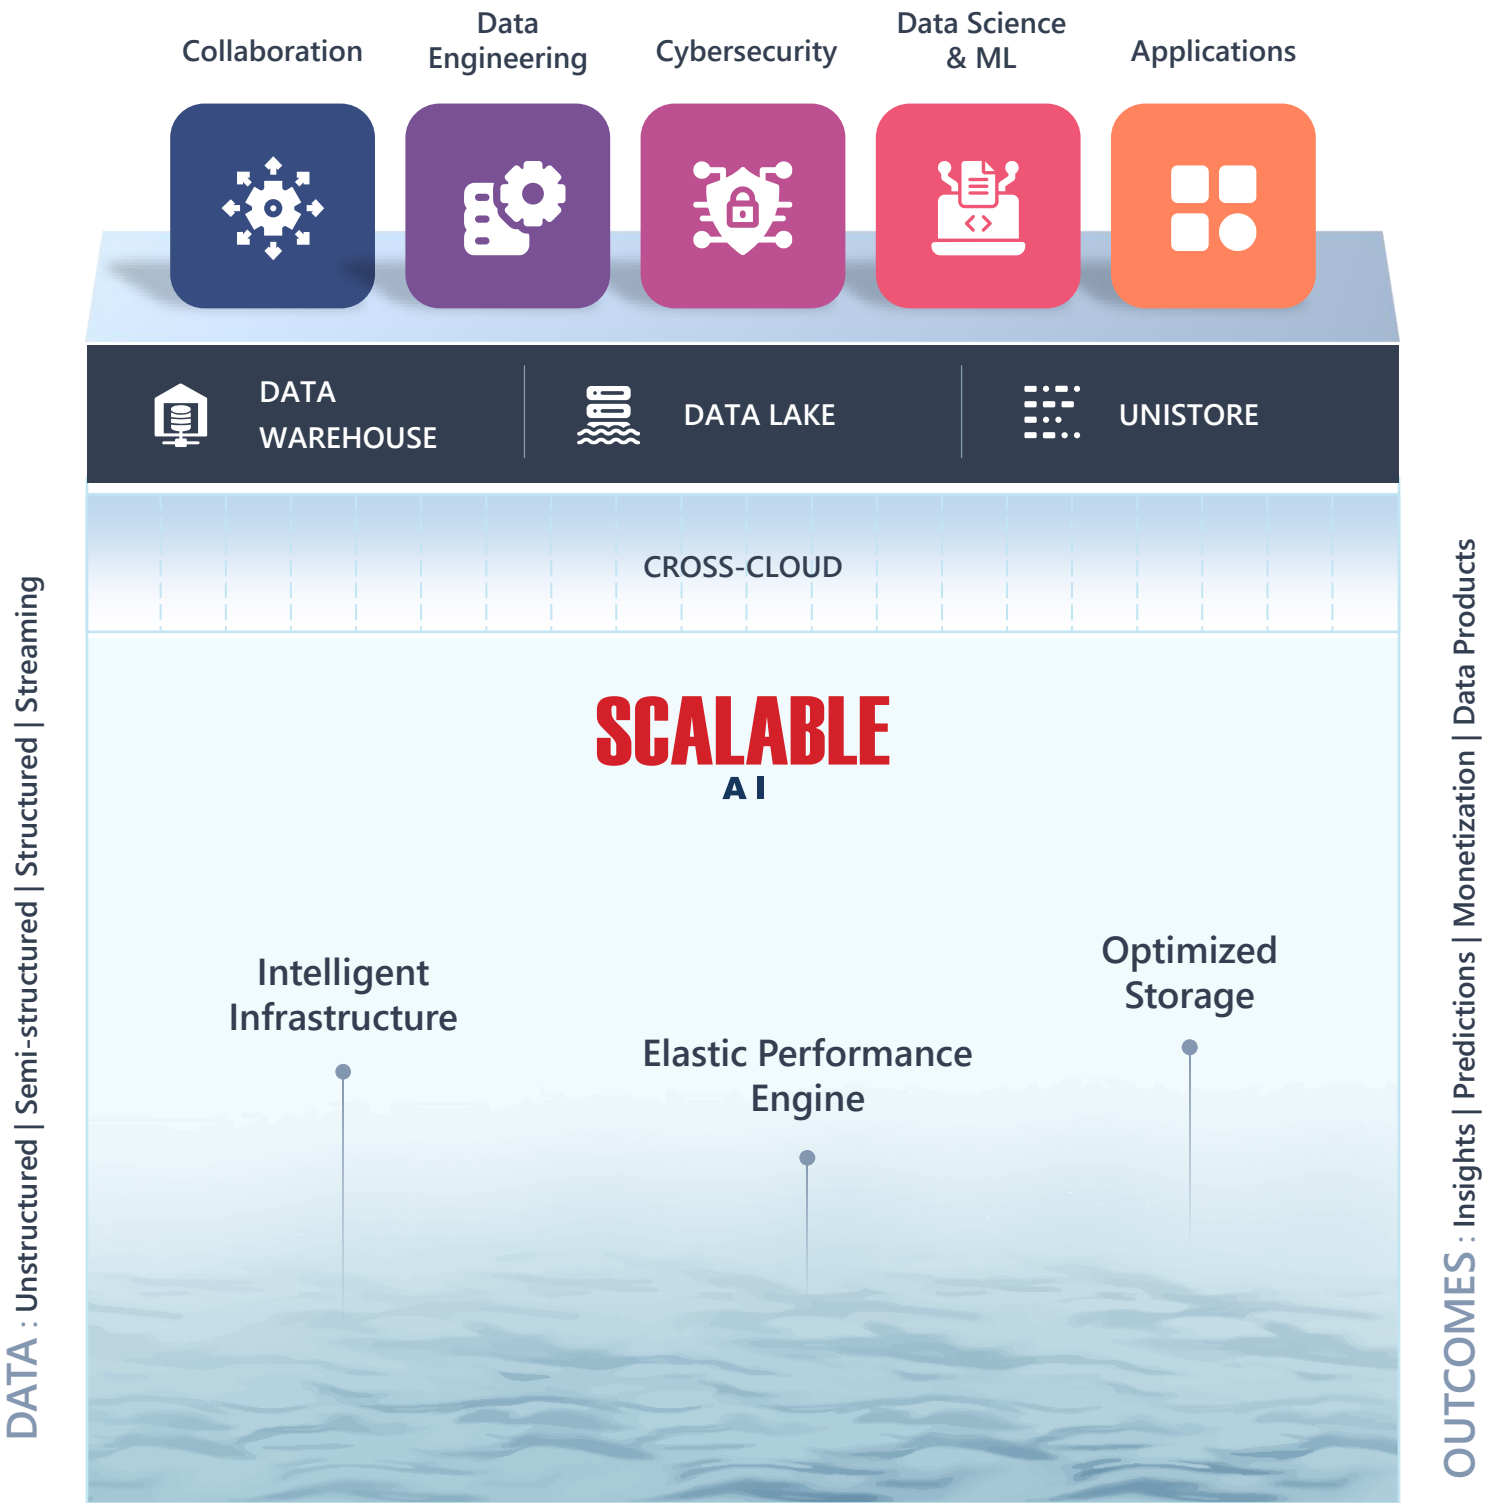 Collaboration
Data
Engineering
Cybersecurity
Data Science
& ML
Applications
DATA
WAREHOUSE
DATA LAKE
UNISTORE
CROSS-CLOUD
SCALABLE
AI
Intelligent
Infrastructure
Elastic Performance
Engine
Optimized
Storage
DATA : Unstructured | Semi-structured | Structured | Streaming
OUTCOMES : Insights | Predictions | Monetization | Data Products